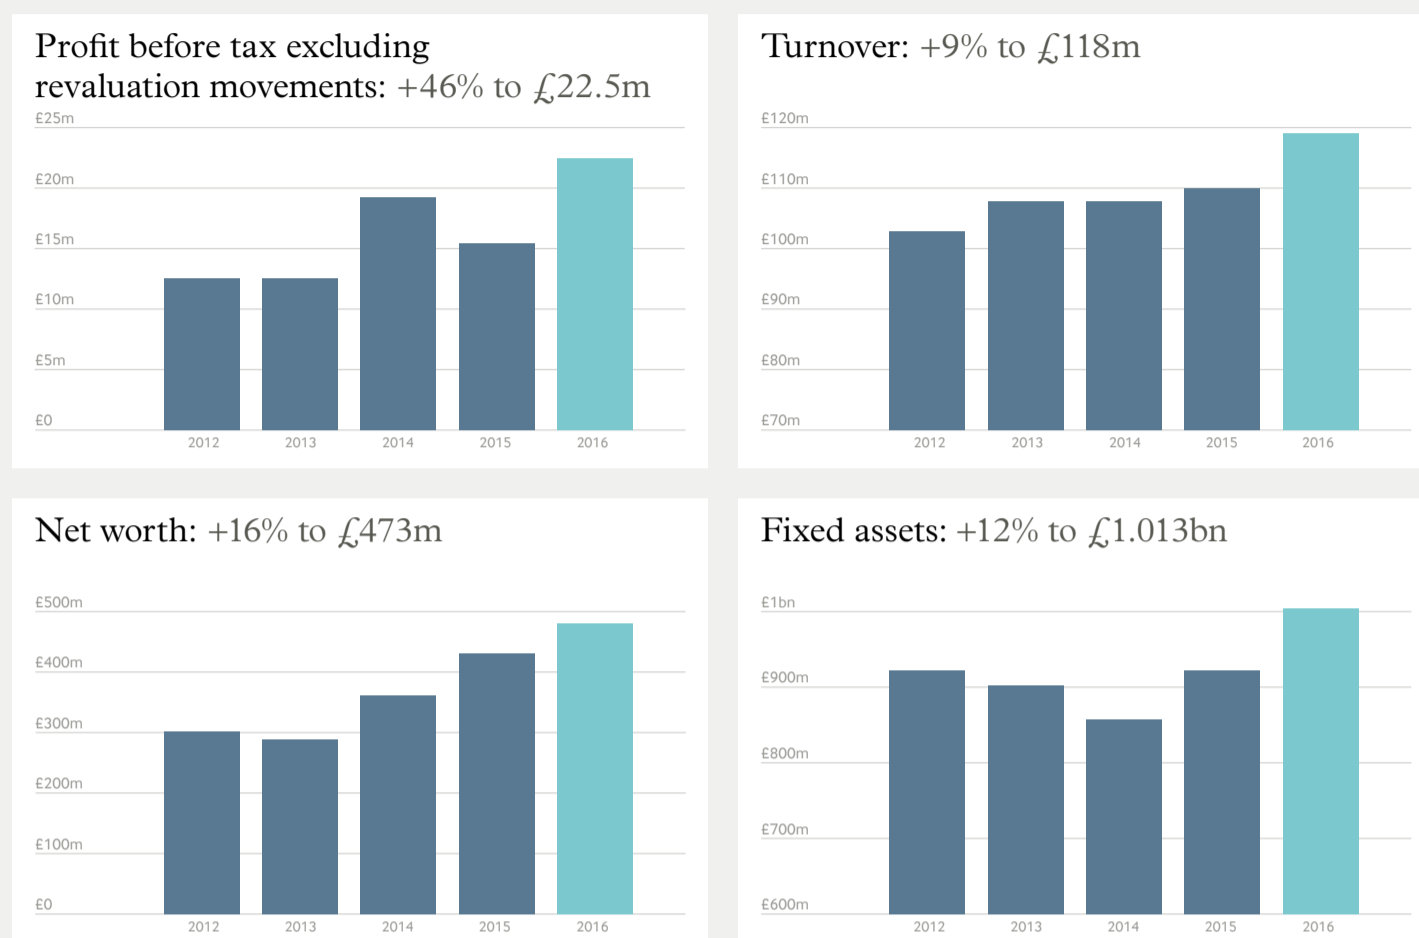 Profit before tax excluding
revaluation movements: +46% to £22.5m
£25m
£20m
£15m
£10m
£5m
£0
2012 2013 2014 2015 2016
Turnover: +9% to £118m
£120m
£110m
£100m
£90m
£80m
£70m
2012 2013 2014 2015 2016
Net worth: +16% to £473m
£500m
£400m
£300m
£200m
£100m
£0
2012 2013 2014 2015 2016
Fixed assets: +12% to £1.013bn
£1bn
£900m
£800m
£700m
£600m
2012 2013 2014 2015 2016